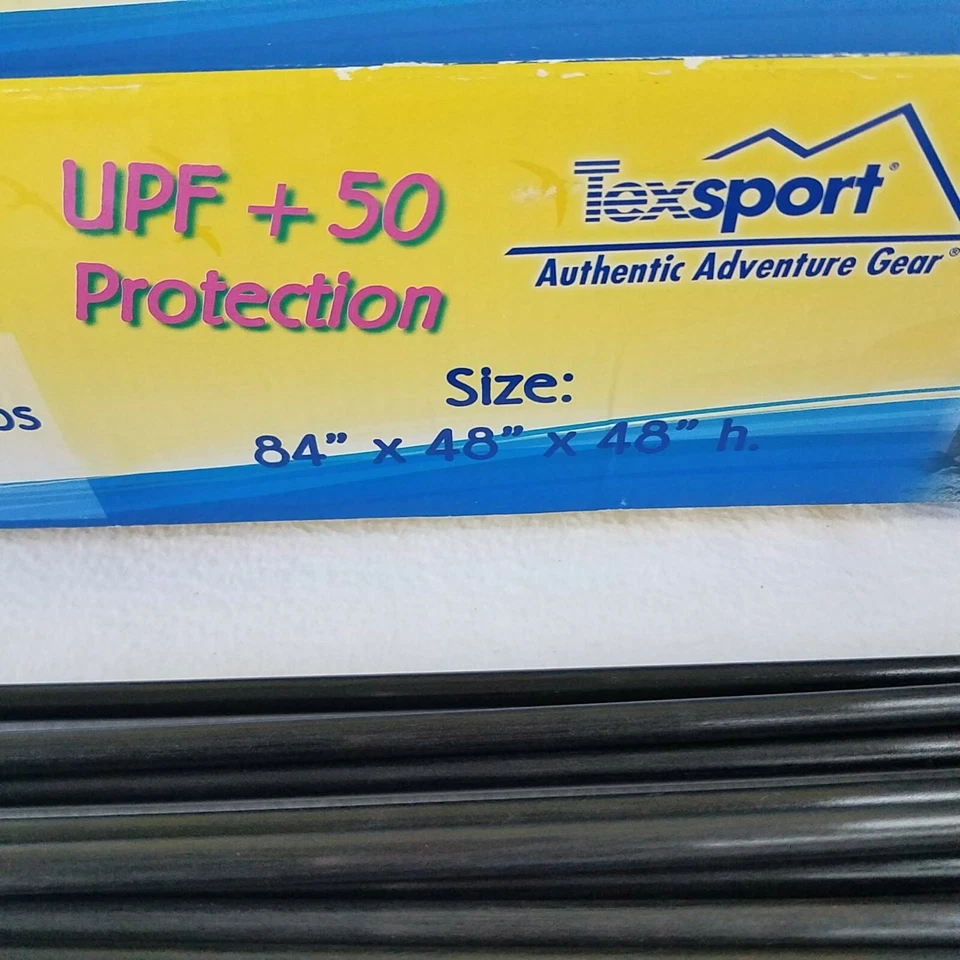 UPF + 50
Protection
Texsport®
Authentic Adventure Gear®
Size:
84" x 48" x 48" h.